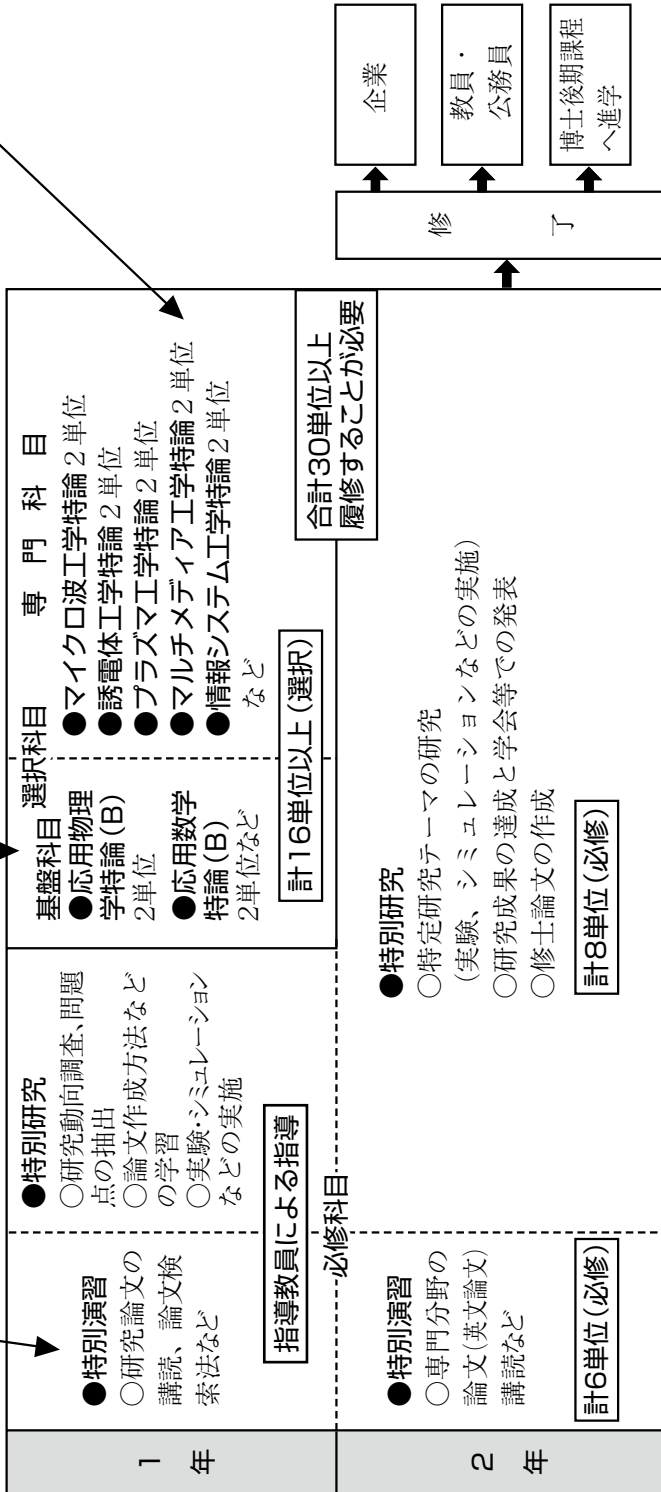 1 年
●特別演習
○研究論文の
講読、論文検
索法など
●特別研究
○研究動向調査、問題
点の抽出
○論文作成方法など
の学習
○実験・シミュレーション
などの実施
指導教員による指導
必修科目
選択科目
基盤科目
●応用物理
学特論(B)
2単位
●応用数学
特論(B)
2単位など
専門科目
●マイクロ波工学特論2単位
●誘電体工学特論2単位
●プラズマ工学特論2単位
●マルチメディア工学特論2単位
●情報システム工学特論2単位
など
計16単位以上(選択)
合計30単位以上
履修することが必要
2 年
●特別演習
○専門分野の
論文(英文論文)
講読など
計6単位(必修)
●特別研究
○特定研究テーマの研究
(実験、シミュレーションなどの実施)
○研究成果の達成と学会等での発表
○修士論文の作成
計8単位(必修)
修了
企業
教員・
公務員
博士後期課程
へ進学